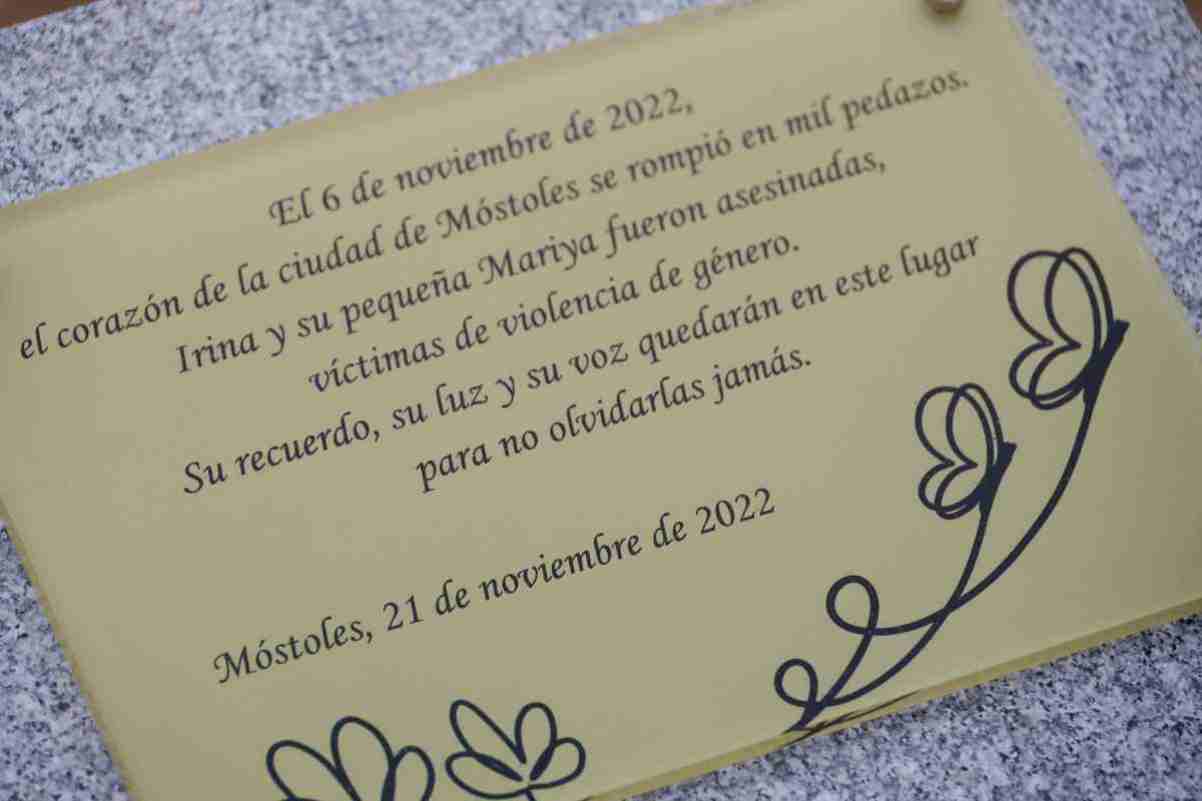 El 6 de noviembre de 2022,
el corazón de la ciudad de Móstoles se rompió en mil pedazos.
Irina y su pequeña Mariya fueron asesinadas,
víctimas de violencia de género.
Su recuerdo, su luz y su voz quedarán en este lugar
para no olvidarlas jamás.
Móstoles, 21 de noviembre de 2022